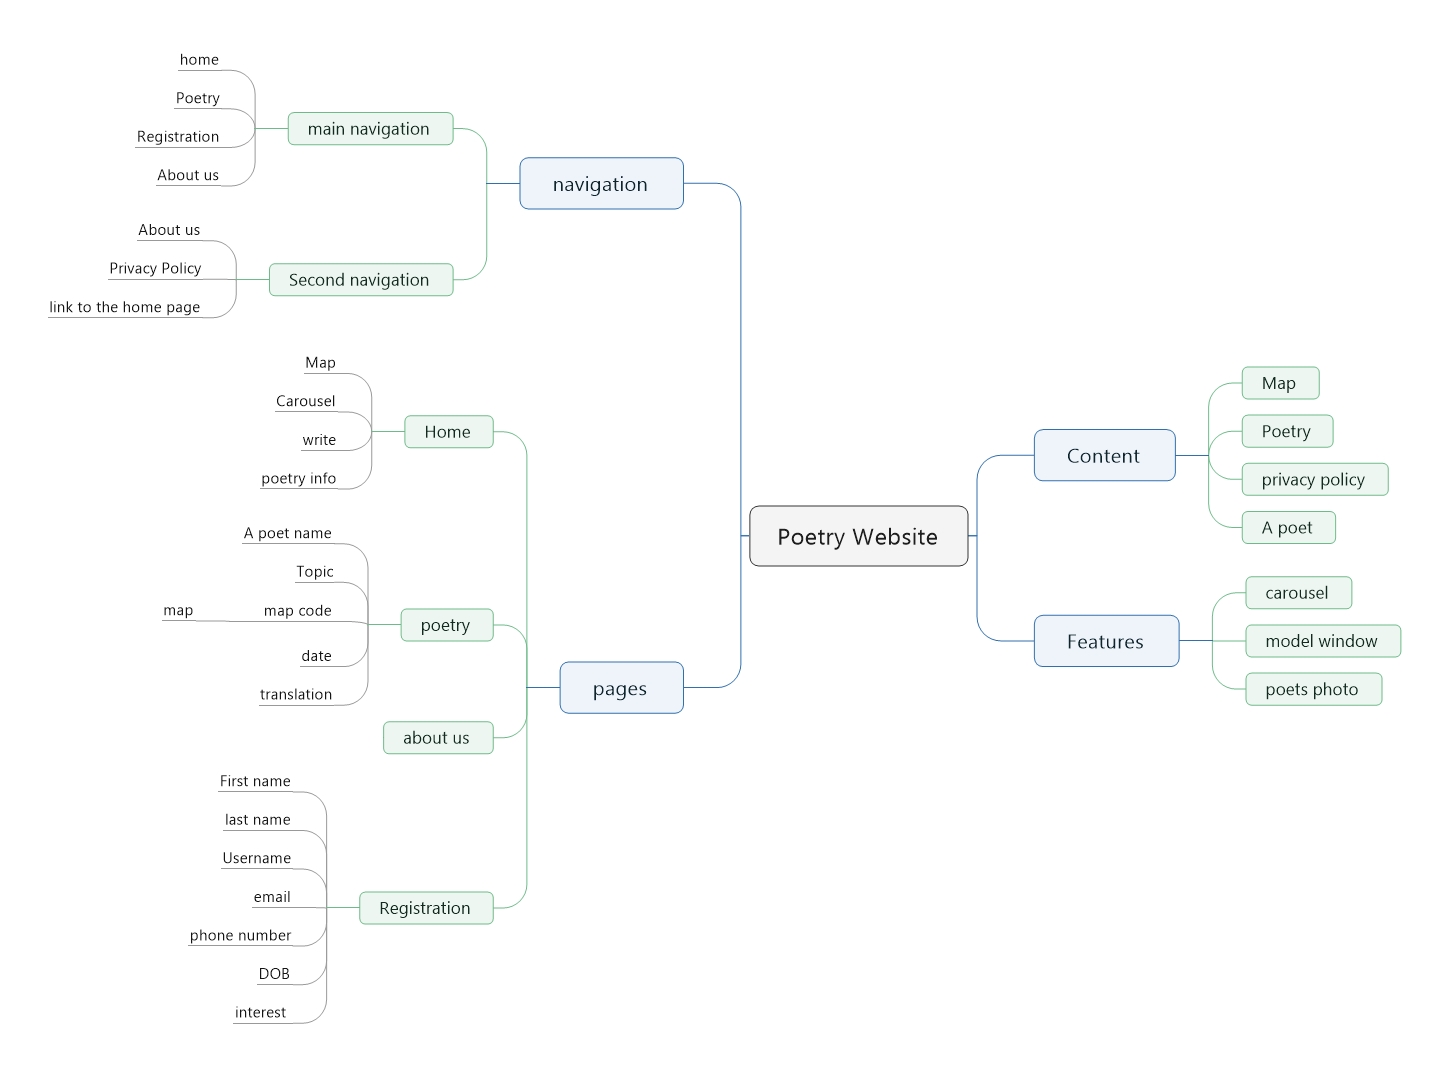 home
Poetry
Registration
About us
main navigation
navigation
About us
Privacy Policy
link to the home page
Second navigation
Map
Carousel
write
poetry info
Home
A poet name
Topic
map
map code
date
translation
poetry
pages
about us
First name
last name
Username
email
phone number
DOB
interest
Registration
Poetry Website
Content
Map
Poetry
privacy policy
A poet
Features
carousel
model window
poets photo